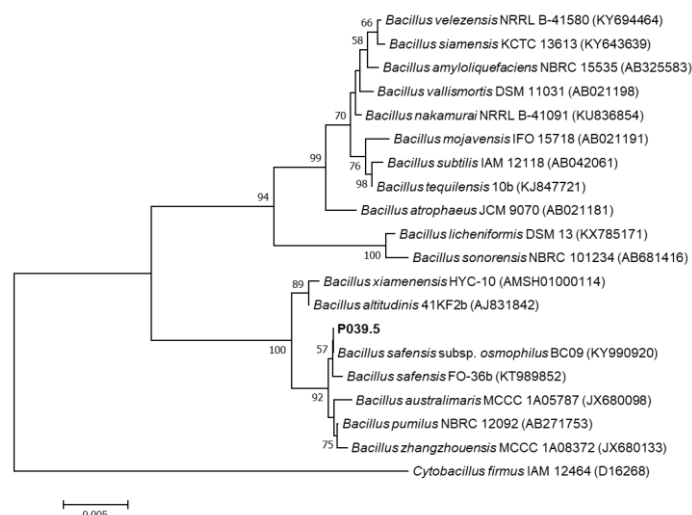 66 Bacillus velezensis NRRL B-41580 (KY694464)
58 Bacillus siamensis KCTC 13613 (KY643639)
Bacillus amyloliquefaciens NBRC 15535 (AB325583)
Bacillus vallismortis DSM 11031 (AB021198)
70 Bacillus nakamurai NRRL B-41091 (KU836854)
Bacillus mojavensis IFO 15718 (AB021191)
99 76 Bacillus subtilis IAM 12118 (AB042061)
98 Bacillus tequilensis 10b (KJ847721)
94 Bacillus atrophaeus JCM 9070 (AB021181)
Bacillus licheniformis DSM 13 (KX785171)
100 Bacillus sonorensis NBRC 101234 (AB681416)
89 Bacillus xiamenensis HYC-10 (AMSH01000114)
Bacillus altitudinis 41KF2b (AJ831842)
P039.5
100 57 Bacillus safensis subsp. osmophilus BC09 (KY990920)
Bacillus safensis FO-36b (KT989852)
92 Bacillus australimaris MCCC 1A05787 (JX680098)
Bacillus pumilus NBRC 12092 (AB271753)
75 Bacillus zhangzhouensis MCCC 1A08372 (JX680133)
Cytobacillus firmus IAM 12464 (D16268)
0.005